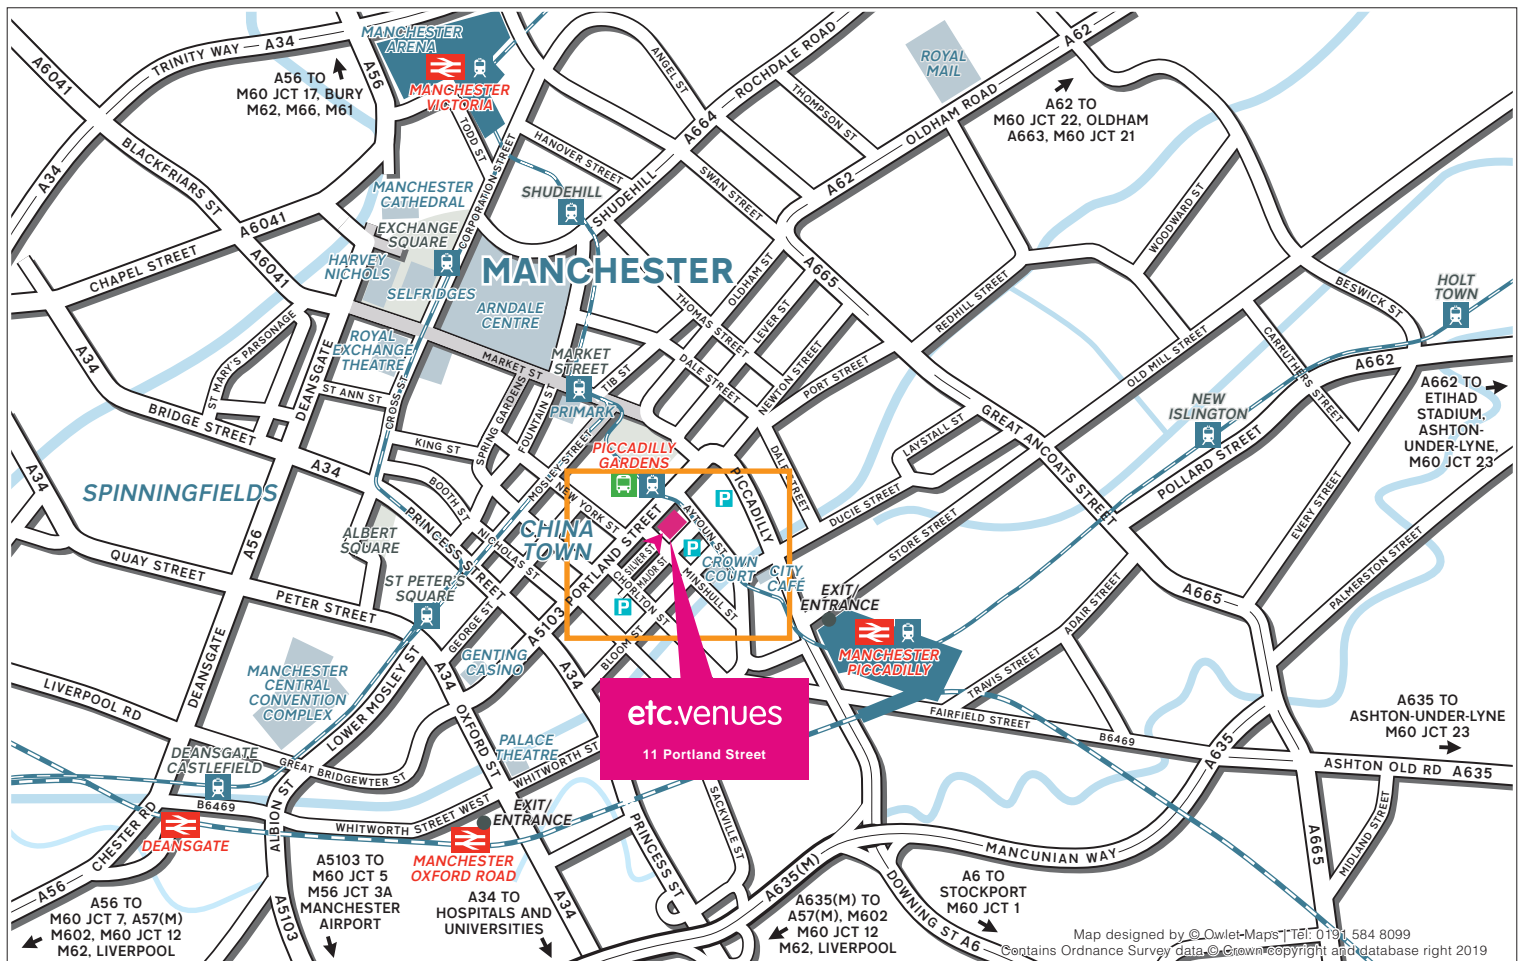 MANCHESTER
ARENA
MANCHESTER
VICTORIA
TRINITY WAY
A34
A6041
A56
A56 TO
M60 JCT 17, BURY
M62, M66, M61
ANGEL ST
ROCHDALE ROAD
A664
THOMPSON ST
ROYAL
MAIL
OLDHAM ROAD
A62
A62 TO
M60 JCT 22, OLDHAM
A663, M60 JCT 21
A62
TODD ST
HANOVER STREET
CORPORATION STREET
SHUDEHILL
SHUDEHILL
SWAN STREET
BLACKFRIARS ST
A34
MANCHESTER
CATHEDRAL
EXCHANGE
SQUARE
HARVEY
NICHOLS
SELFRIDGES
A6041
A6041
CHAPEL STREET
MANCHESTER
ARNDALE
CENTRE
ROYAL
EXCHANGE
THEATRE
OLDHAM ST
A665
WOODWARD ST
REDHILL STREET
BESWICK ST
HOLT
TOWN
THOMAS STREET
LEVER ST
DALE STREET
NEWTON STREET
PORT STREET
OLD MILL STREET
CARRUTHERS STREET
A662
A662 TO
ETIHAD
STADIUM,
ASHTON-
UNDER-LYNE,
M60 JCT 23
A34
ST MARY'S PARSONAGE
DEANSGATE
ST ANN ST
CROSS ST
MARKET ST
MARKET
STREET
TIB ST
PRIMARK
SPRING GARDENS
FOUNTAIN ST
MOSLEY STREET
KING ST
BRIDGE STREET
A34
A34
BOOTH ST
PICCADILLY
GARDENS
PICCADILLY
DALE STREET
DUCIE STREET
LAYSTALL ST
GREAT ANCOATS STREET
NEW
ISLINGTON
POLLARD STREET
EVERY STREET
PALMERSTON STREET
STORE STREET
SPINNINGFIELDS
ALBERT
SQUARE
PRINCESS STREET
NICHOLAS ST
NEW YORK ST
CHINA
TOWN
PORTLAND STREET
P
P
P
AYTOUN ST
CROWN
COURT
CITY
CAFÉ
SILVER ST
MAJOR ST
CHORLTON ST
MINSHULL ST
BLOOM ST
A5103 PORTLAND STREET
EXIT/
ENTRANCE
MANCHESTER
PICCADILLY
A665
ADAIR STREET
TRAVIS STREET
FAIRFIELD STREET
B6469
QUAY STREET
A56
PETER STREET
ST PETER'S
SQUARE
GEORGE ST
GENTING
CASINO
A34
A34
DEANSGATE
MANCHESTER
CENTRAL
CONVENTION
COMPLEX
LOWER MOSLEY ST
OXFORD ST
PALACE
THEATRE
WHITWORTH ST
etc.venues
11 Portland Street
LIVERPOOL RD
DEANSGATE
CASTLEFIELD
GREAT BRIDGEWTER ST
B6469
ALBION ST
WHITWORTH STREET WEST
EXIT/
ENTRANCE
CHESTER RD
DEANSGATE
MANCHESTER
OXFORD ROAD
PRINCESS ST
SACKVILLE ST
A635(M)
MANCUNIAN WAY
A635
A635 TO
ASHTON-UNDER-LYNE
M60 JCT 23
ASHTON OLD RD A635
A665
MIDLAND STREET
A56
A56 TO
M60 JCT 7, A57(M)
M602, M60 JCT 12
M62, LIVERPOOL
A5103
A5103 TO
M60 JCT 5
M56 JCT 3A
MANCHESTER
AIRPORT
A34 TO
HOSPITALS AND
UNIVERSITIES
A34
A635(M) TO
A57(M), M602
M60 JCT 12
M62, LIVERPOOL
DOWNING ST A6
A6 TO
STOCKPORT
M60 JCT 1
Map designed by © Owlet-Maps | Tel: 0191 584 8099
Contains Ordnance Survey data © Crown copyright and database right 2019